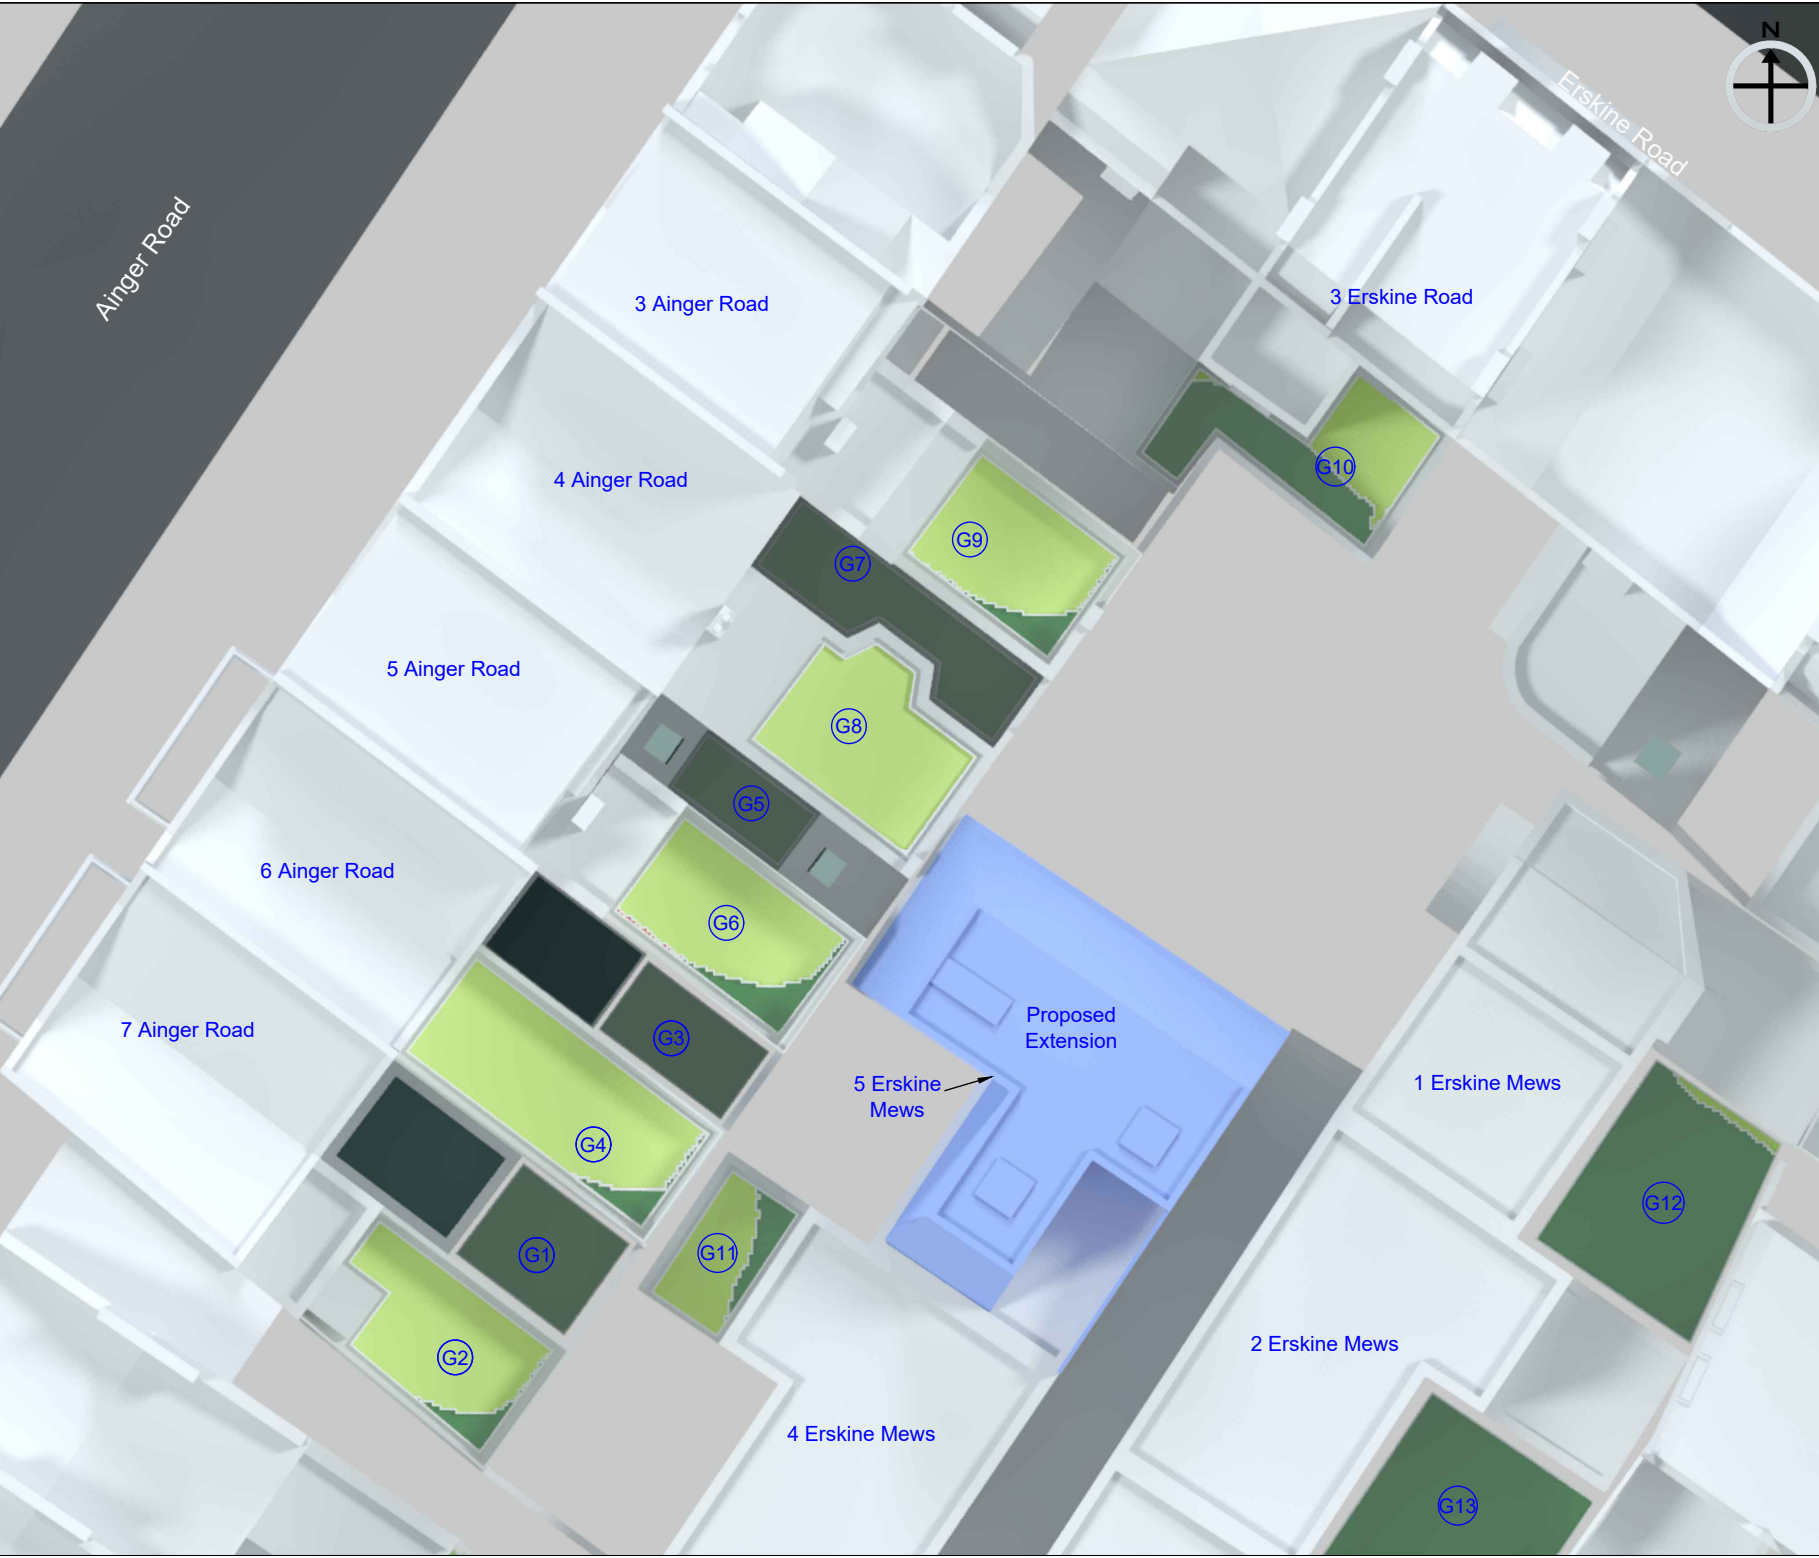 N
Erskine Road
Ainger Road
3 Ainger Road
3 Erskine Road
4 Ainger Road
G10
G9
G7
5 Ainger Road
G8
G5
6 Ainger Road
G6
Proposed
Extension
7 Ainger Road
G3
5 Erskine
Mews
1 Erskine Mews
G4
G12
G11
G1
2 Erskine Mews
G2
4 Erskine Mews
G13